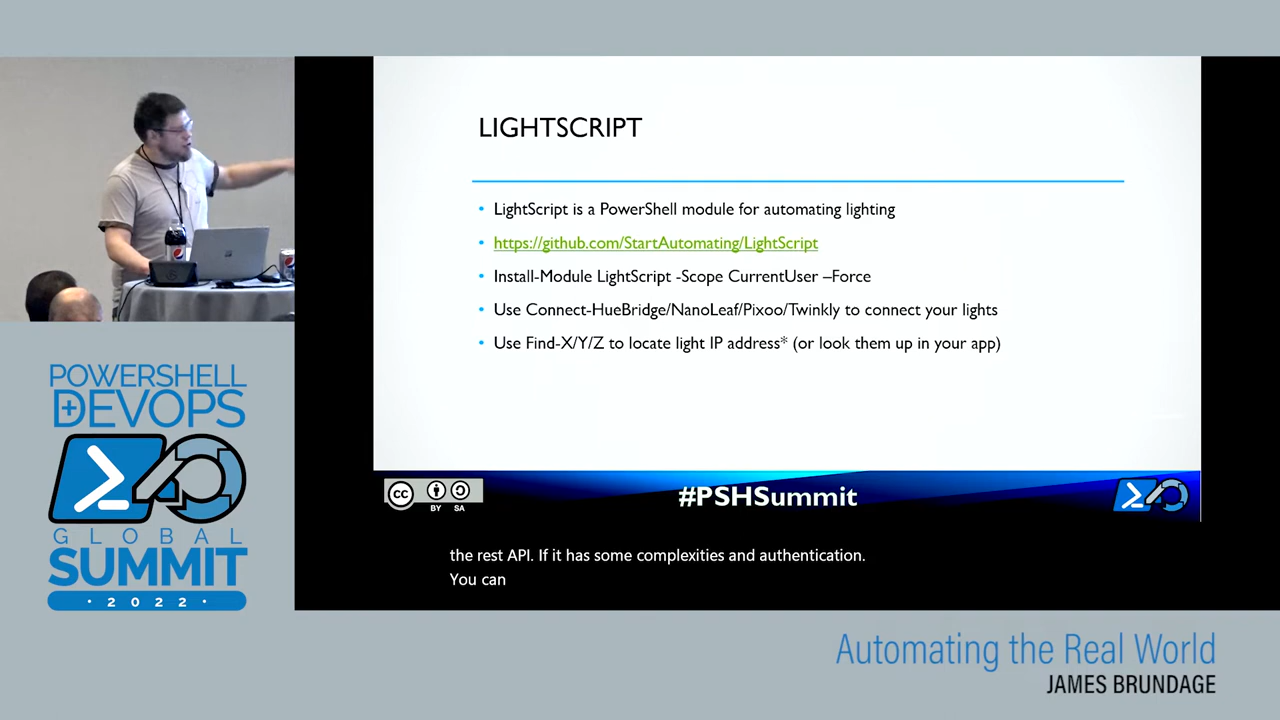 LIGHTSCRIPT
• LightScript is a PowerShell module for automating lighting
• https://github.com/StartAutomating/LightScript
• Install-Module LightScript -Scope CurrentUser –Force
• Use Connect-HueBridge/NanoLeaf/Pixoo/Twinkly to connect your lights
• Use Find-X/Y/Z to locate light IP address* (or look them up in your app)
cc BY SA
#PSHSummit
the rest API. If it has some complexities and authentication.
You can
POWERSHELL
+DEVOPS
GLOBAL
SUMMIT
· 2022 ·
Automating the Real World
JAMES BRUNDAGE